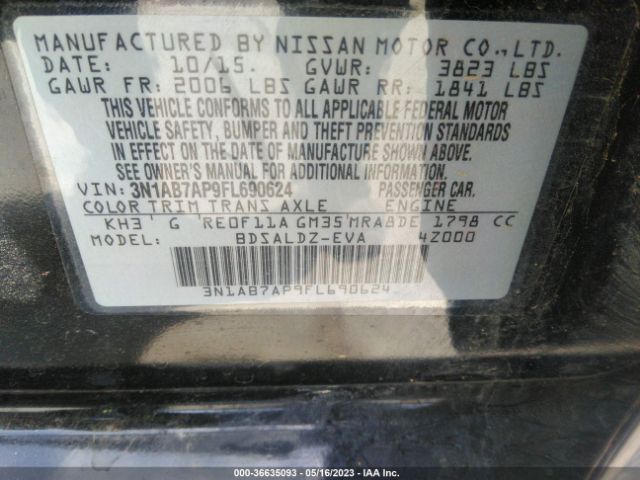 MANUFACTURED BY NISSAN MOTOR CO., LTD.
DATE: 10/15. GVWR: 3823 LBS
GAWR FR: 2006 LBS GAWR RR: 1841 LBS
THIS VEHICLE CONFORMS TO ALL APPLICABLE FEDERAL MOTOR
VEHICLE SAFETY, BUMPER AND THEFT PREVENTION STANDARDS
IN EFFECT ON THE DATE OF MANUFACTURE SHOWN ABOVE.
SEE OWNER'S MANUAL FOR ADDITIONAL INFORMATION.
VIN: 3N1AB7AP9FL690624 PASSENGER CAR.
COLOR TRIM TRANS AXLE ENGINE
KH3 G RE0F11A GM35 MRA8DE 1798 CC
MODEL: BDSALDZ-EVA 4Z000
3N1AB7AP9FL690624
000-36635093 - 05/16/2023 - IAA Inc.